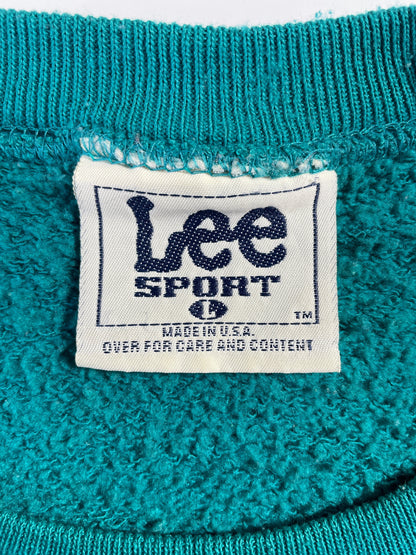 Lee
SPORT
L
TM
MADE IN U.S.A.
OVER FOR CARE AND CONTENT